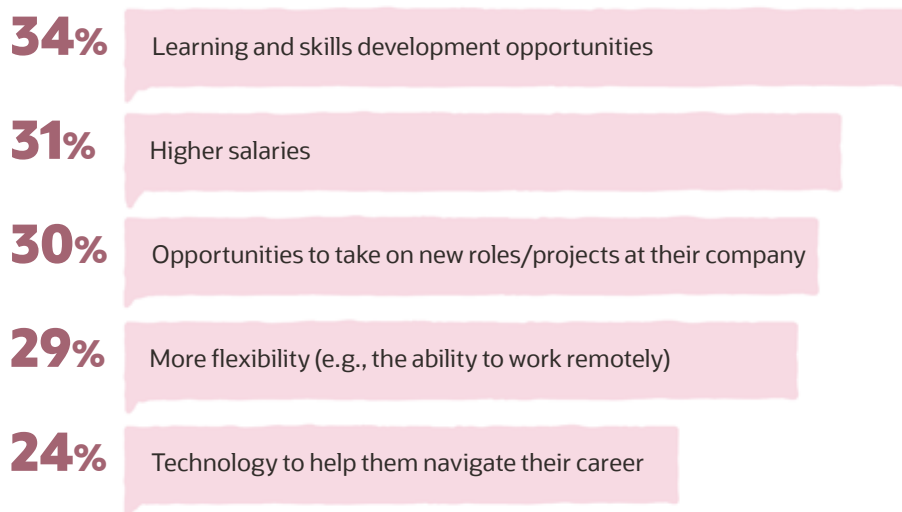 34% Learning and skills development opportunities
31% Higher salaries
30% Opportunities to take on new roles/projects at their company
29% More flexibility (e.g., the ability to work remotely)
24% Technology to help them navigate their career